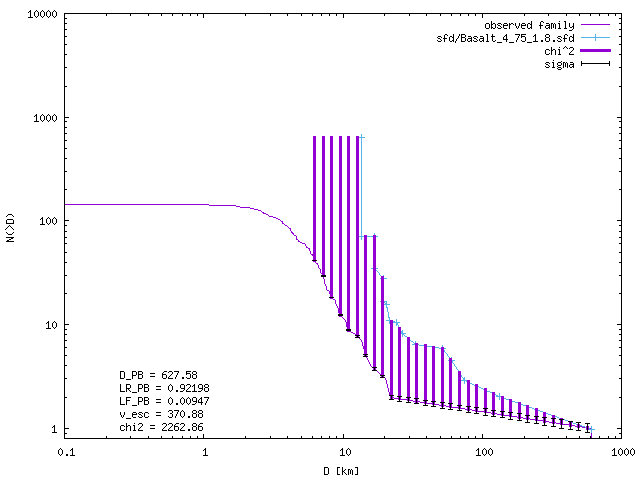 10000
1000
100
10
1
N(>D)
observed family
sfd/Basalt_4_75_1.8.sfd
chi^2
sigma
D_PB = 627.58
LR_PB = 0.92198
LF_PB = 0.00947
v_esc = 370.88
chi2 = 2262.86
0.1 1 10 100 1000
D [km]